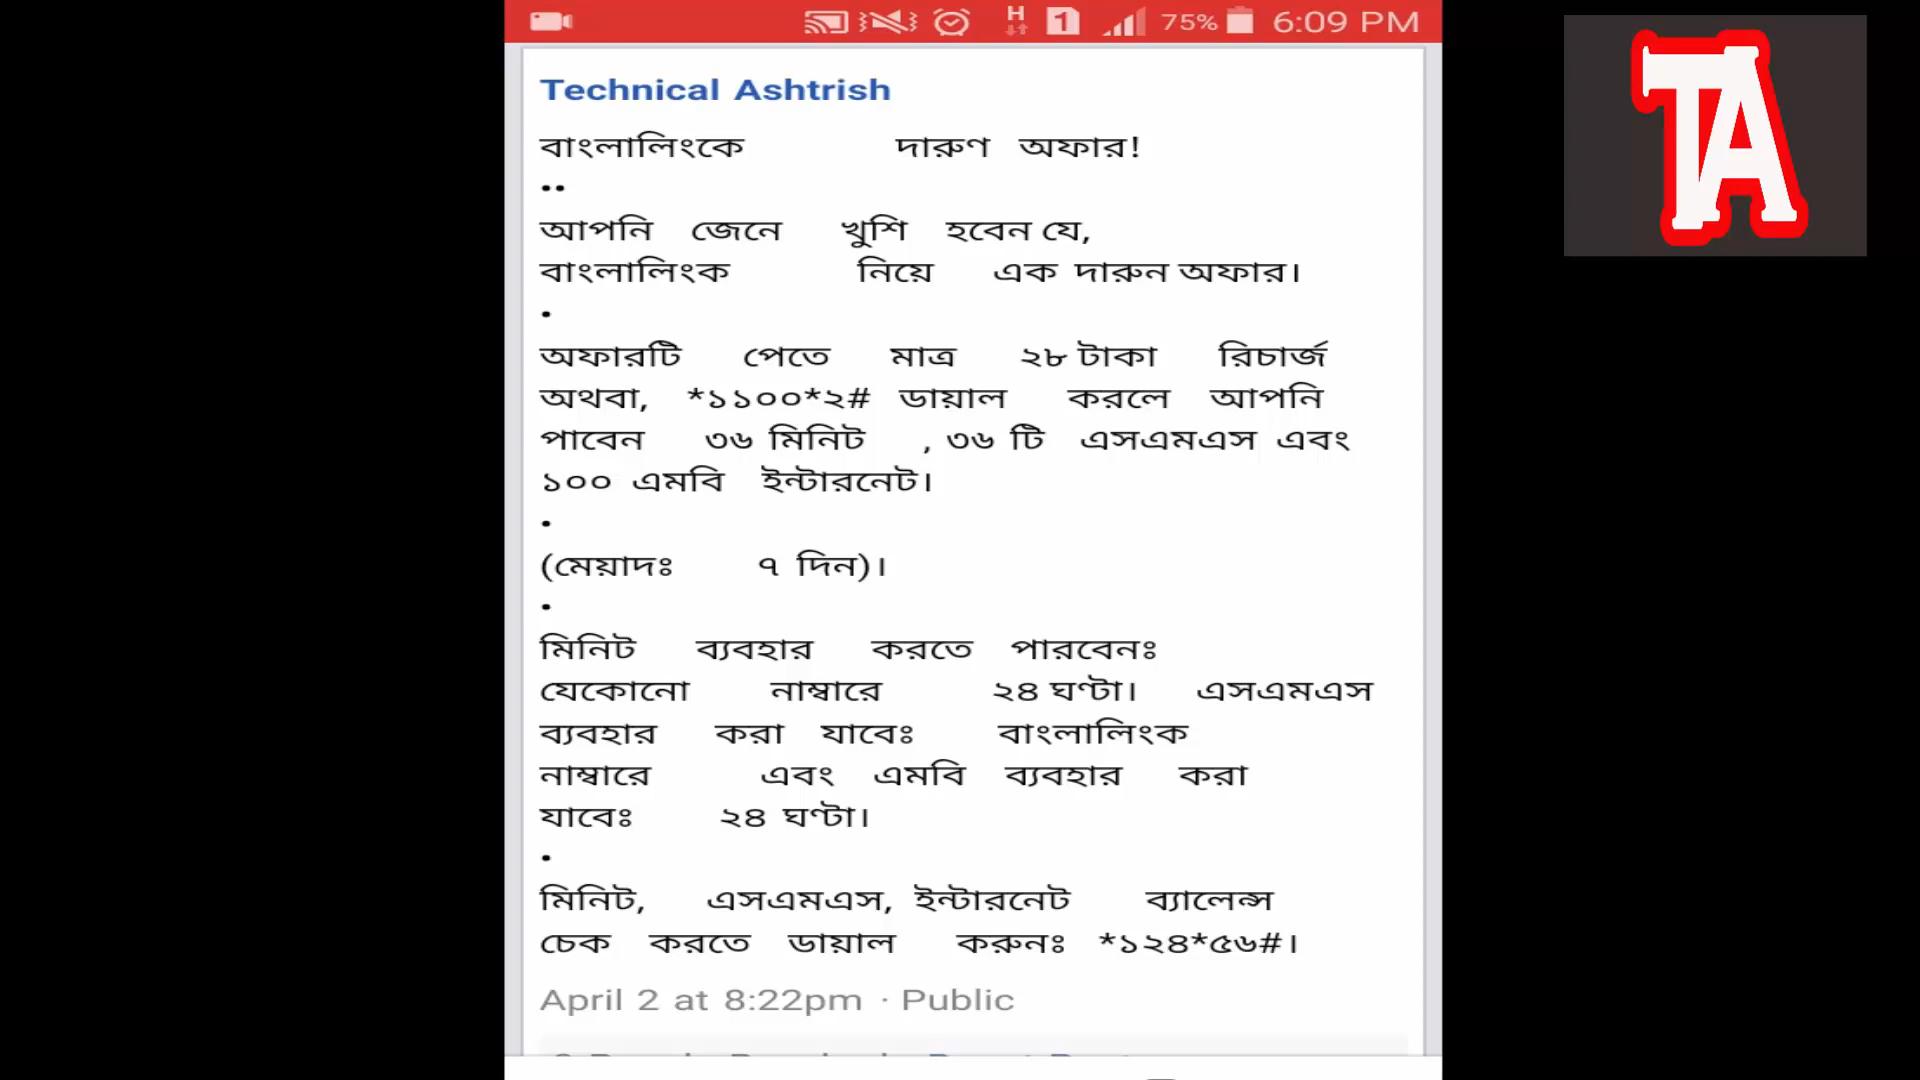 H 1 75% 6:09 PM
TA
Technical Ashtrish
বাংলালিংকে দারুণ অফার!
••
আপনি জেনে খুশি হবেন যে,
বাংলালিংক নিয়ে এক দারুন অফার।
•
অফারটি পেতে মাত্র ২৮ টাকা রিচার্জ
অথবা, *১১০০*২# ডায়াল করলে আপনি
পাবেন ৩৬ মিনিট , ৩৬ টি এসএমএস এবং
১০০ এমবি ইন্টারনেট।
•
(মেয়াদঃ ৭ দিন)।
•
মিনিট ব্যবহার করতে পারবেনঃ
যেকোনো নাম্বারে ২৪ ঘণ্টা। এসএমএস
ব্যবহার করা যাবেঃ বাংলালিংক
নাম্বারে এবং এমবি ব্যবহার করা
যাবেঃ ২৪ ঘণ্টা।
•
মিনিট, এসএমএস, ইন্টারনেট ব্যালেন্স
চেক করতে ডায়াল করুনঃ *১২৪*৫৬#।
April 2 at 8:22pm · Public